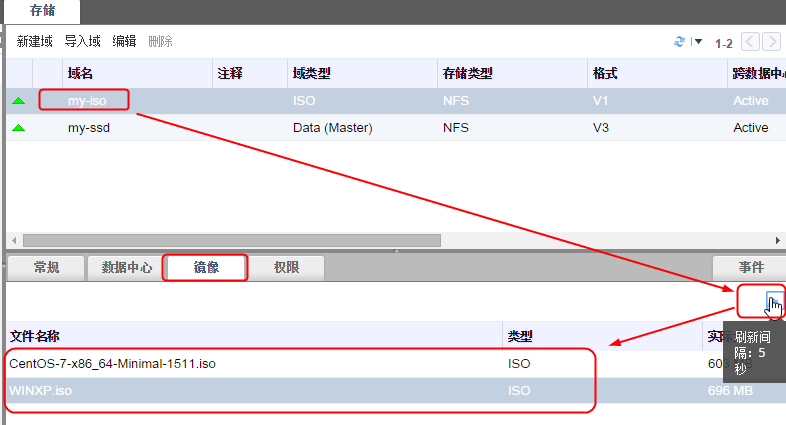 存储
新建域 导入域 编辑 删除 1-2
域名 注释 域类型 存储类型 格式 跨数据中心
my-iso ISO NFS V1 Active
my-ssd Data (Master) NFS V3 Active
常规 数据中心 镜像 权限 事件
文件名称 类型 实际
CentOS-7-x86_64-Minimal-1511.iso ISO 603
WINXP.iso ISO 696 MB
刷新间
隔：5
秒